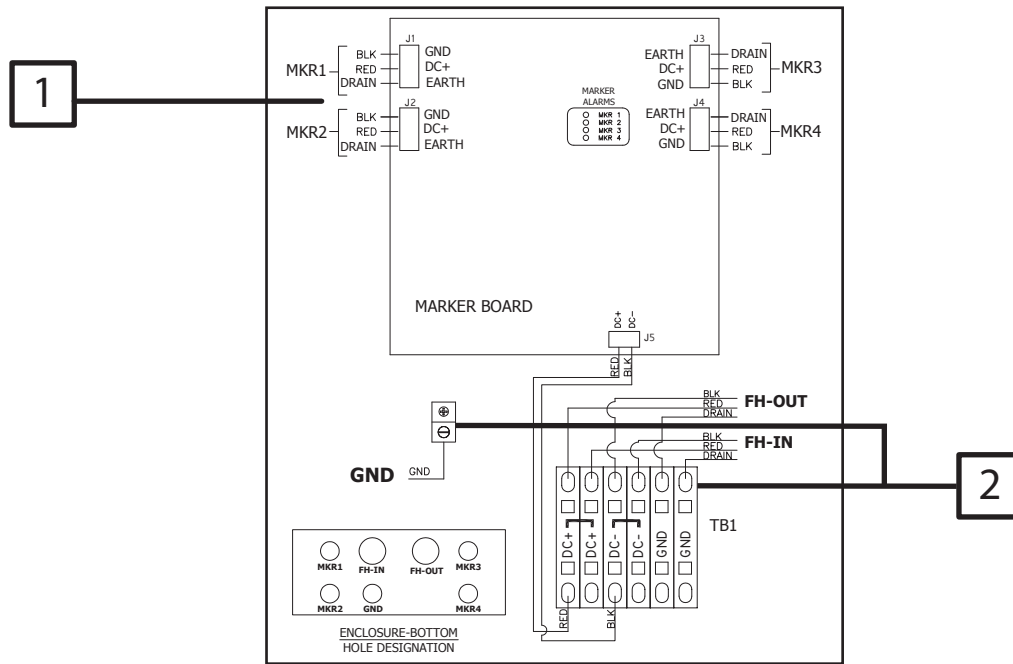 1
MKR1
BLK
RED
DRAIN
J1
GND
DC+
EARTH
MKR2
BLK
RED
DRAIN
J2
GND
DC+
EARTH
MARKER
ALARMS
MKR 1
MKR 2
MKR 3
MKR 4
J3
EARTH
DC+
GND
DRAIN
RED
BLK
MKR3
J4
EARTH
DC+
GND
DRAIN
RED
BLK
MKR4
MARKER BOARD
DC+
DC-
J5
RED
BLK
BLK
RED
DRAIN
FH-OUT
BLK
RED
DRAIN
FH-IN
GND
GND
2
TB1
DC+
DC+
DC-
DC-
GND
GND
RED
BLK
MKR1
FH-IN
FH-OUT
MKR3
MKR2
GND
MKR4
ENCLOSURE-BOTTOM
HOLE DESIGNATION